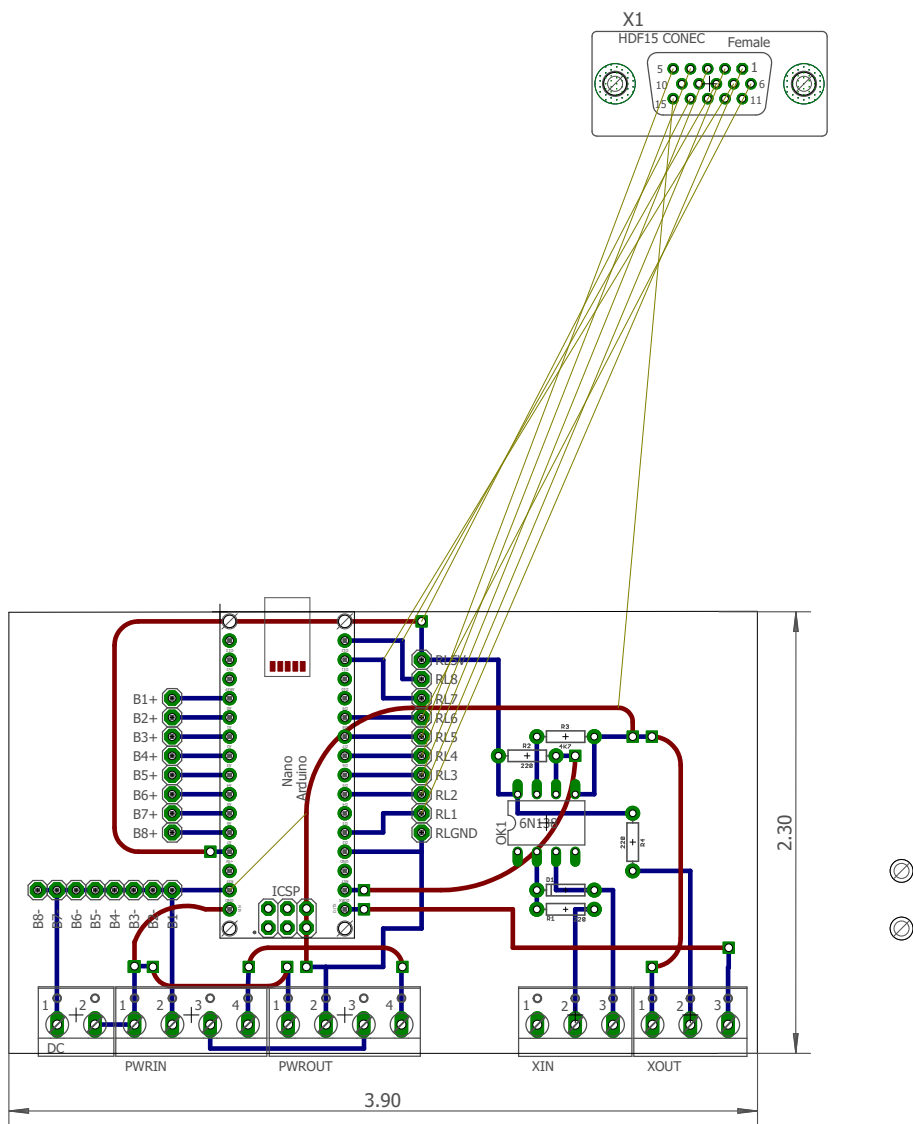 X1
HDF15 CONEC
Female
5
1
10
6
15
11
RL5V
RL8
B1+
RL7
B2+
RL6
B3+
RL5
B4+
RL4
B5+
RL3
B6+
RL2
B7+
RL1
B8+
RLGND
Nano
Arduino
R3
4K7
R2
220
OK1
6N139
R4
220
2.30
ICSP
D1
R1
220
B8-
B7-
B6-
B5-
B4-
B3-
B2-
B1-
1
2
1
2
3
4
1
2
3
4
1
2
3
1
2
3
DC
PWRIN
PWROUT
XIN
XOUT
3.90